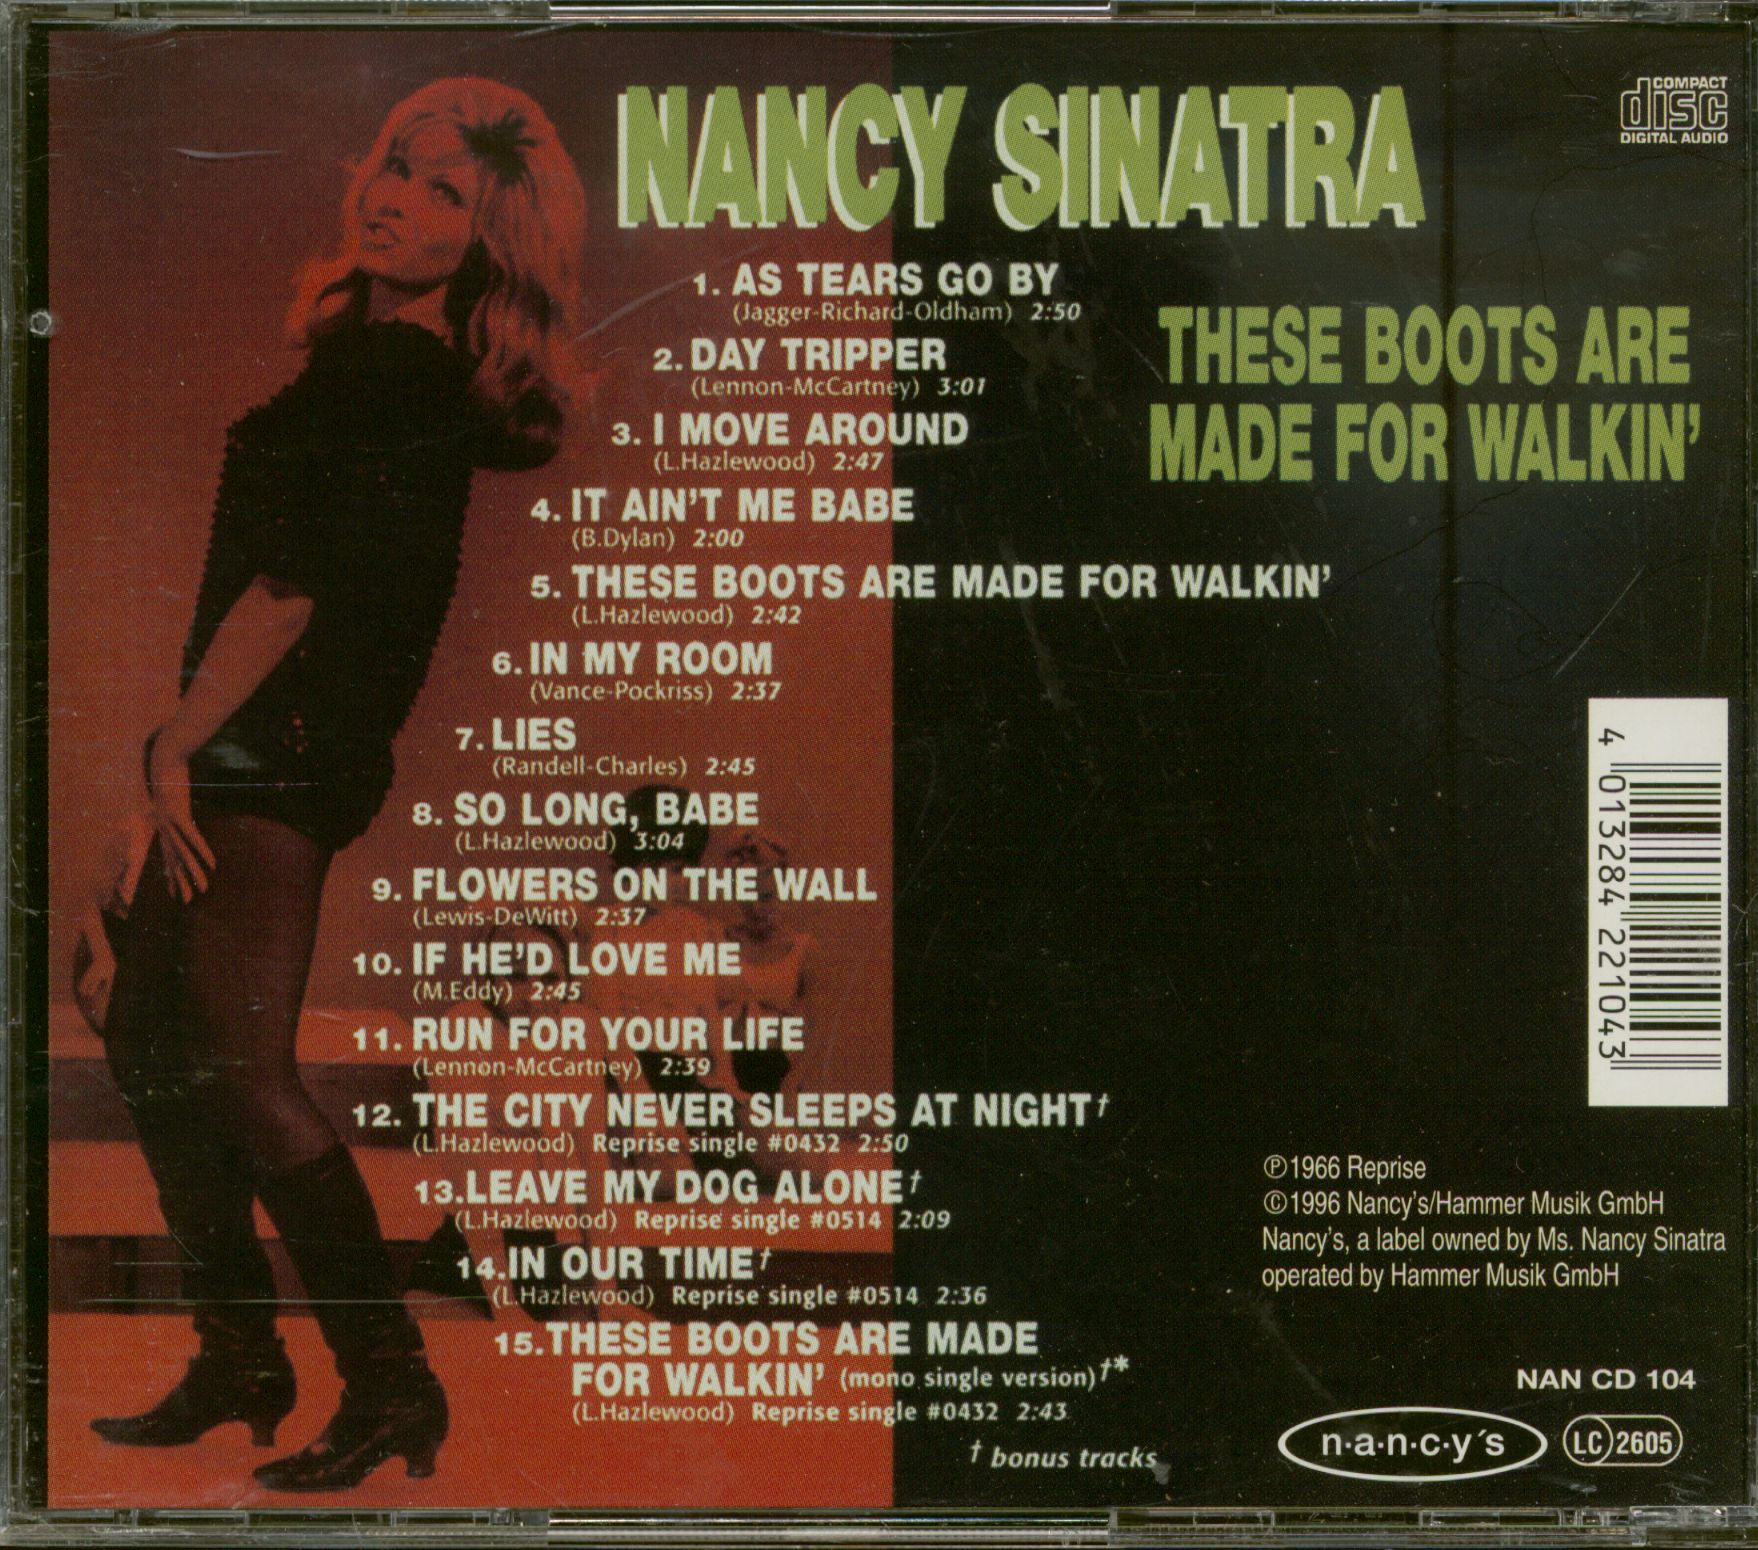 NANCY SINATRA
COMPACT
disc
DIGITAL AUDIO
THESE BOOTS ARE
MADE FOR WALKIN'
1. AS TEARS GO BY
(Jagger-Richard-Oldham) 2:50
2. DAY TRIPPER
(Lennon-McCartney) 3:01
3. I MOVE AROUND
(L.Hazlewood) 2:47
4. IT AIN'T ME BABE
(B.Dylan) 2:00
5. THESE BOOTS ARE MADE FOR WALKIN'
(L.Hazlewood) 2:42
6. IN MY ROOM
(Vance-Pockriss) 2:37
7. LIES
(Randell-Charles) 2:45
8. SO LONG, BABE
(L.Hazlewood) 3:04
9. FLOWERS ON THE WALL
(Lewis-DeWitt) 2:37
10. IF HE'D LOVE ME
(M.Eddy) 2:45
11. RUN FOR YOUR LIFE
(Lennon-McCartney) 2:39
12. THE CITY NEVER SLEEPS AT NIGHT†
(L.Hazlewood) Reprise single #0432 2:50
13. LEAVE MY DOG ALONE†
(L.Hazlewood) Reprise single #0514 2:09
14. IN OUR TIME†
(L.Hazlewood) Reprise single #0514 2:36
15. THESE BOOTS ARE MADE
FOR WALKIN' (mono single version)†*
(L.Hazlewood) Reprise single #0432 2:43
† bonus tracks
4 013284 221043
℗1966 Reprise
©1996 Nancy's/Hammer Musik GmbH
Nancy's, a label owned by Ms. Nancy Sinatra
operated by Hammer Musik GmbH
NAN CD 104
n·a·n·c·y´s
LC 2605